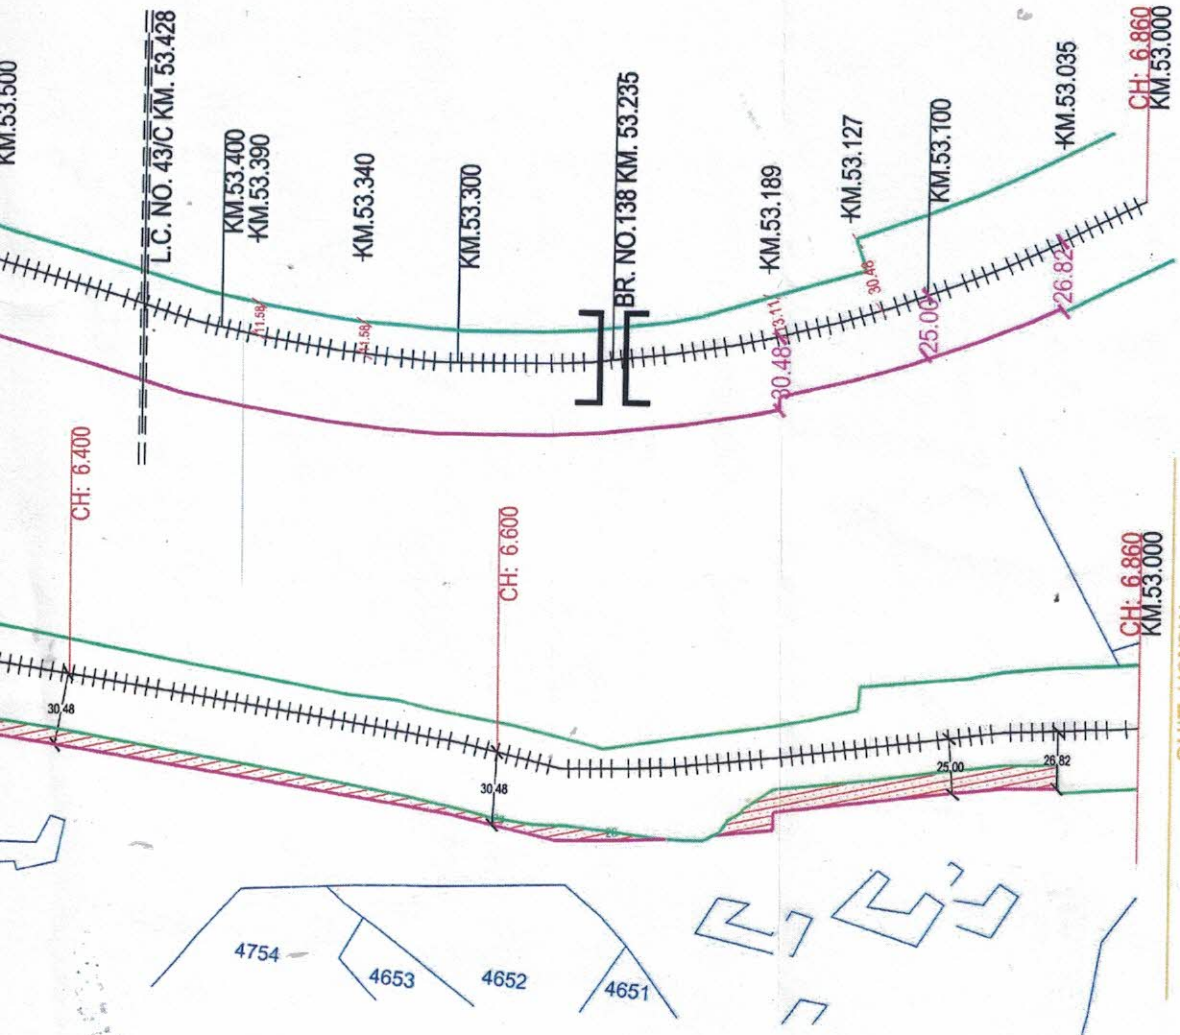 KM.53.500
L.C. NO. 43/C KM. 53.428
KM.53.400
KM.53.390
KM.53.340
KM.53.300
BR. NO.138 KM. 53.235
KM.53.189
KM.53.127
KM.53.100
KM.53.035
CH: 6.860
KM.53.000
11.58
11.58
30.48
13.11
30.48
25.00
26.82
CH: 6.400
CH: 6.600
CH: 6.860
KM.53.000
30.48
30.48
25.00
26.82
4754
4653
4652
4651